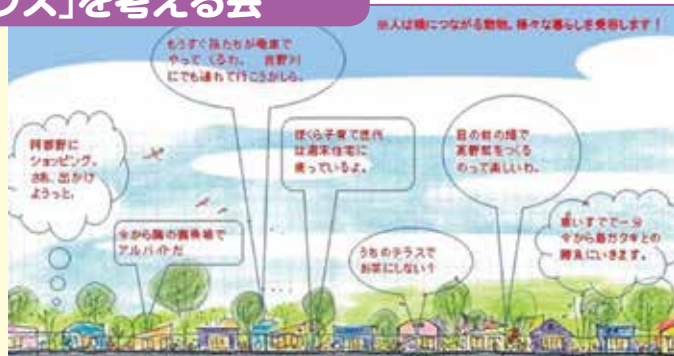 ウス」を考える会
※人は横につながる動物。様々な暮らしを受容します！
もうすぐ孫たちが電車で
やってくるわ。 吉野川
にでも連れて行こうかしら。
阿部野に
ショッピング。
さあ、出かけ
ようっと。
ぼくら子育て世代
は週末住宅に
使っているよ。
目の前の畑で
高野菜をつくる
のって楽しいわ。
今から隣の農場で
アルバイトだ
うちのテラスで
お茶にしない？
車いすで一分
今から碁ガタキとの
勝負にいきます。